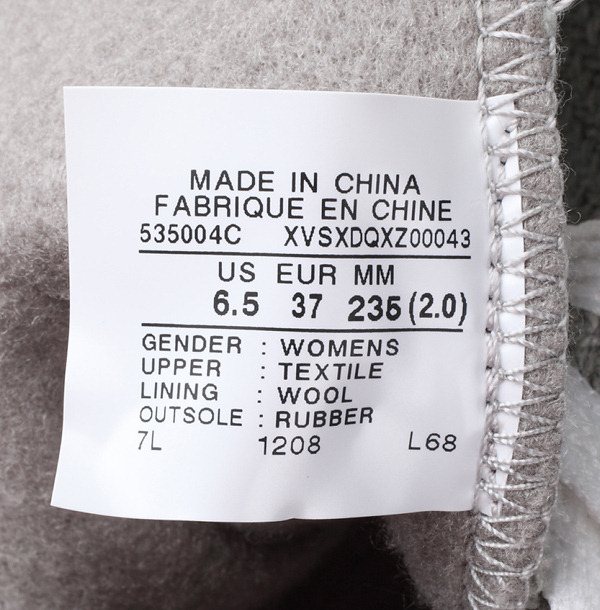 MADE IN CHINA
FABRIQUE EN CHINE
535004C XVSXDQXZ00043
US EUR MM
6.5 37 235 (2.0)
GENDER : WOMENS
UPPER : TEXTILE
LINING : WOOL
OUTSOLE : RUBBER
7L 1208 L68